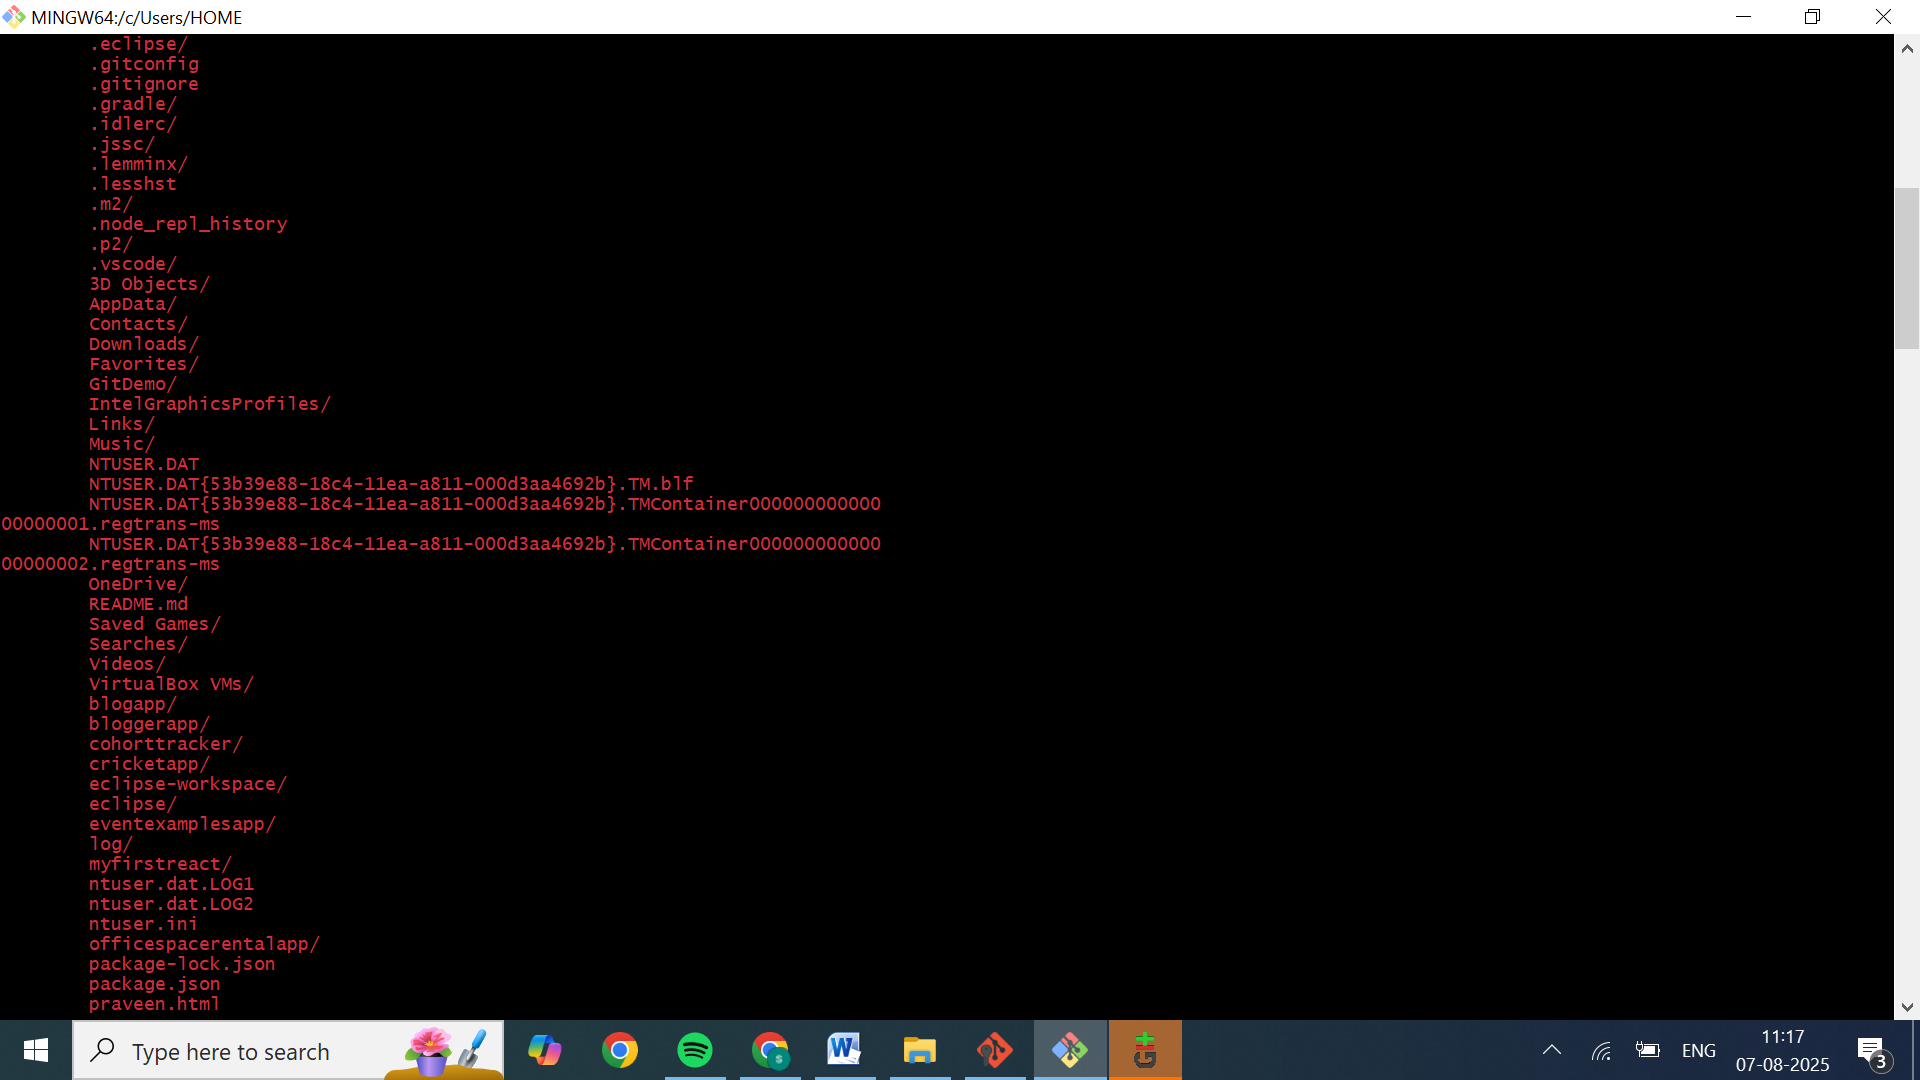 MINGW64:/c/Users/HOME
.eclipse/
.gitconfig
.gitignore
.gradle/
.idlerc/
.jssc/
.lemminx/
.lesshst
.m2/
.node_repl_history
.p2/
.vscode/
3D Objects/
AppData/
Contacts/
Downloads/
Favorites/
GitDemo/
IntelGraphicsProfiles/
Links/
Music/
NTUSER.DAT
NTUSER.DAT{53b39e88-18c4-11ea-a811-000d3aa4692b}.TM.blf
NTUSER.DAT{53b39e88-18c4-11ea-a811-000d3aa4692b}.TMContainer000000000000
00000001.regtrans-ms
NTUSER.DAT{53b39e88-18c4-11ea-a811-000d3aa4692b}.TMContainer000000000000
00000002.regtrans-ms
OneDrive/
README.md
Saved Games/
Searches/
Videos/
VirtualBox VMs/
blogapp/
bloggerapp/
cohorttracker/
cricketapp/
eclipse-workspace/
eclipse/
eventexamplesapp/
log/
myfirstreact/
ntuser.dat.LOG1
ntuser.dat.LOG2
ntuser.ini
officespacerentalapp/
package-lock.json
package.json
praveen.html
Type here to search
ENG
11:17
07-08-2025
3